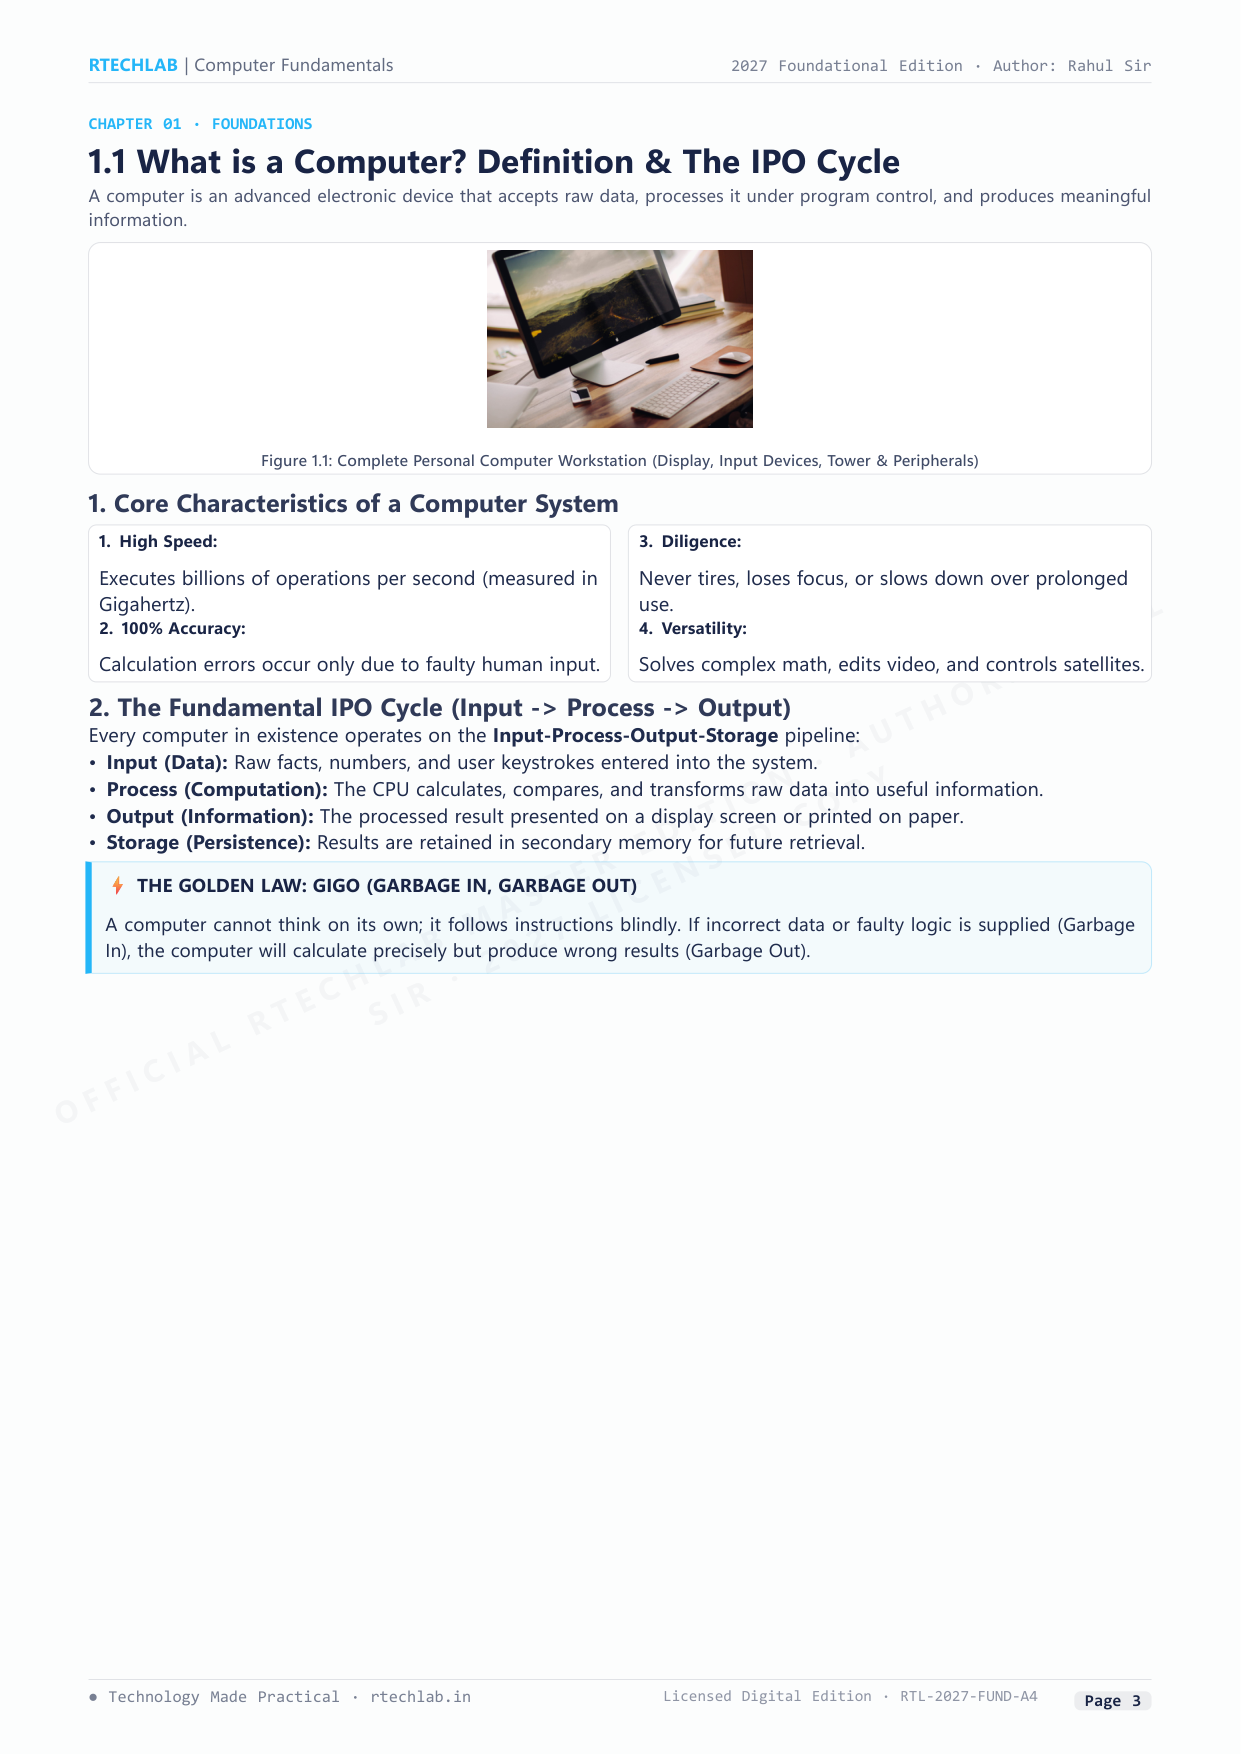 RTECHLAB | Computer Fundamentals
2027 Foundational Edition · Author: Rahul Sir
CHAPTER 01 · FOUNDATIONS
1.1 What is a Computer? Definition & The IPO Cycle
A computer is an advanced electronic device that accepts raw data, processes it under program control, and produces meaningful
information.
Figure 1.1: Complete Personal Computer Workstation (Display, Input Devices, Tower & Peripherals)
1. Core Characteristics of a Computer System
1. High Speed:
Executes billions of operations per second (measured in
Gigahertz).
2. 100% Accuracy:
Calculation errors occur only due to faulty human input.
3. Diligence:
Never tires, loses focus, or slows down over prolonged
use.
4. Versatility:
Solves complex math, edits video, and controls satellites.
2. The Fundamental IPO Cycle (Input -> Process -> Output)
Every computer in existence operates on the Input-Process-Output-Storage pipeline:
• Input (Data): Raw facts, numbers, and user keystrokes entered into the system.
• Process (Computation): The CPU calculates, compares, and transforms raw data into useful information.
• Output (Information): The processed result presented on a display screen or printed on paper.
• Storage (Persistence): Results are retained in secondary memory for future retrieval.
⚡ THE GOLDEN LAW: GIGO (GARBAGE IN, GARBAGE OUT)
A computer cannot think on its own; it follows instructions blindly. If incorrect data or faulty logic is supplied (Garbage
In), the computer will calculate precisely but produce wrong results (Garbage Out).
OFFICIAL RTECHLAB MASTER EDITION · AUTHOR
SIR · 2027 LICENSED COPY
● Technology Made Practical · rtechlab.in
Licensed Digital Edition · RTL-2027-FUND-A4
Page 3